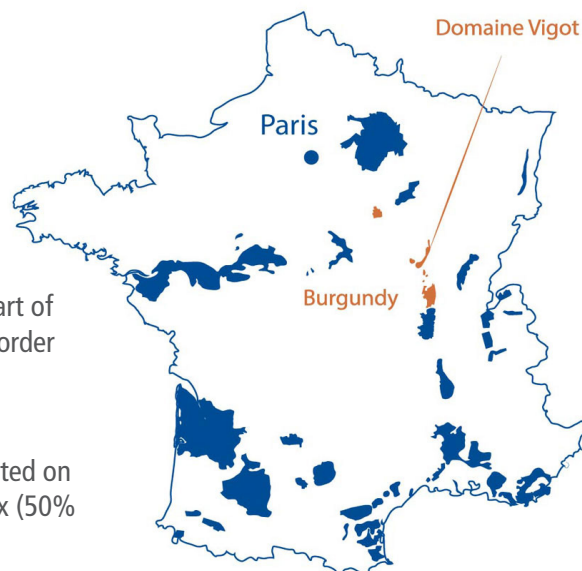 Domaine Vigot
Paris
Burgundy
art of
order
ted on
x (50%